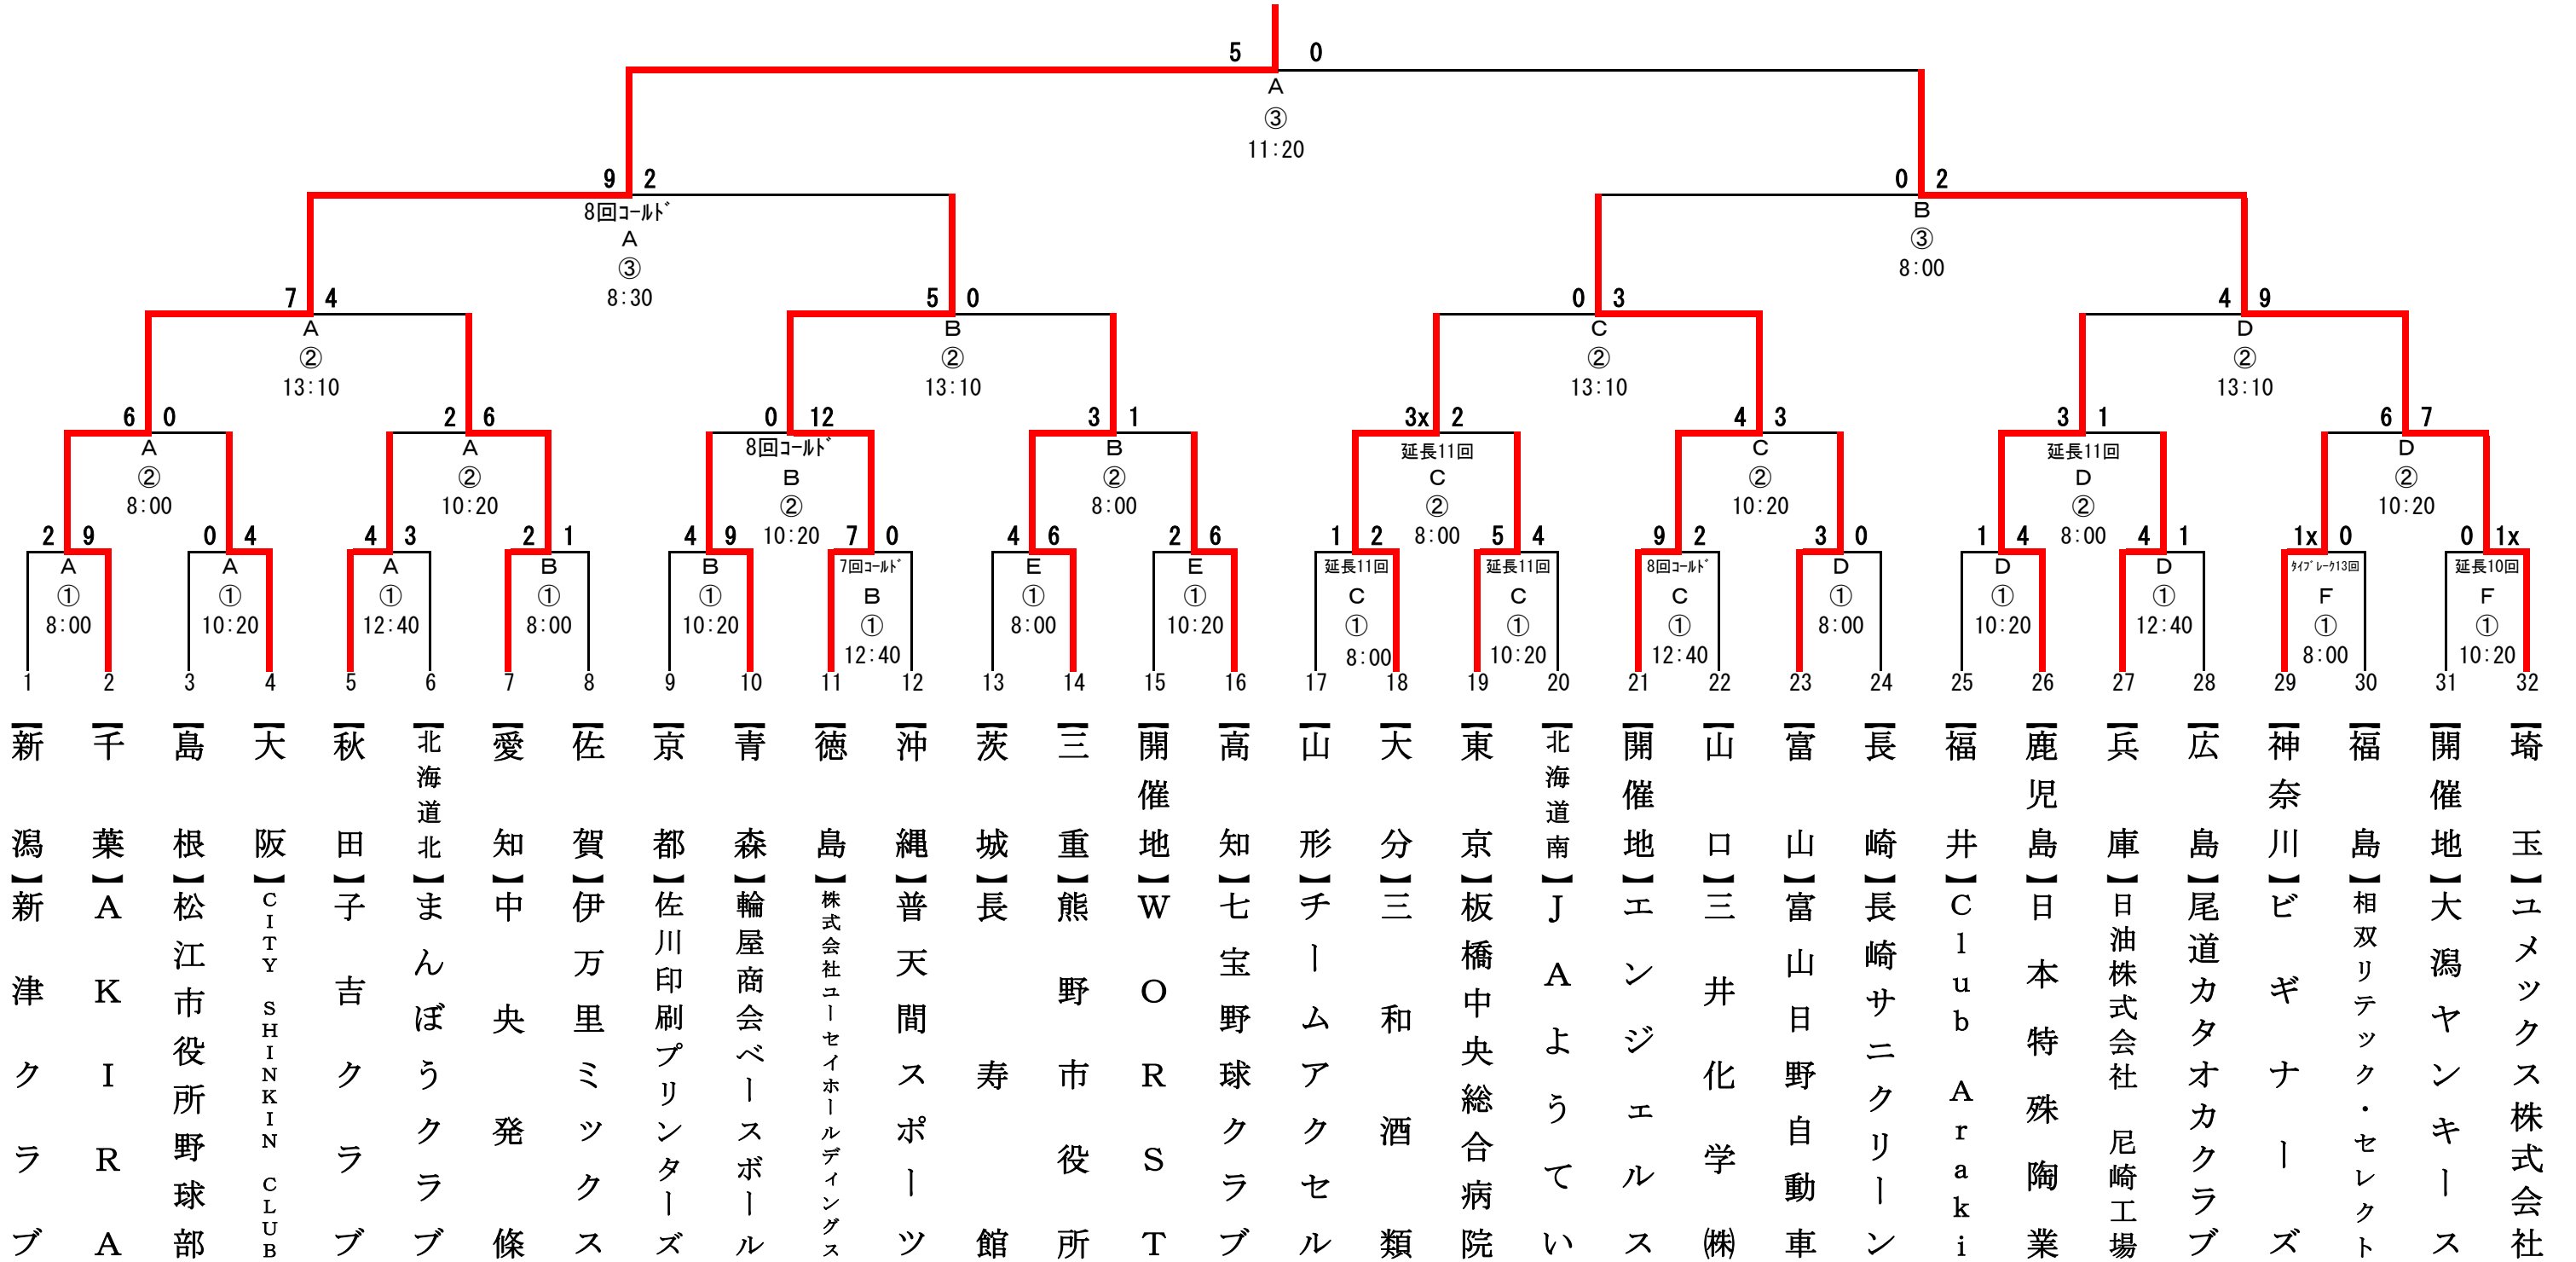 5 0
A
③
11:20
9 2
8回ｺｰﾙﾄﾞ
A
③
8:30
0 2
B
③
8:00
7 4
A
②
13:10
5 0
B
②
13:10
0 3
C
②
13:10
4 9
D
②
13:10
6 0
A
②
8:00
2 6
A
②
10:20
0 12
8回ｺｰﾙﾄﾞ
B
②
10:20
3 1
B
②
8:00
3x 2
延長11回
C
②
8:00
4 3
C
②
10:20
3 1
延長11回
D
②
8:00
6 7
D
②
10:20
2 9
A
①
8:00
0 4
A
①
10:20
4 3
A
①
12:40
2 1
B
①
8:00
4 9
B
①
10:20
7 0
7回ｺｰﾙﾄﾞ
B
①
12:40
4 6
E
①
8:00
2 6
E
①
10:20
1 2
延長11回
C
①
8:00
5 4
延長11回
C
①
10:20
9 2
8回ｺｰﾙﾄﾞ
C
①
12:40
3 0
D
①
8:00
1 4
D
①
10:20
4 1
D
①
12:40
1x 0
ﾀｲﾌﾞﾚｰｸ13回
F
①
8:00
0 1x
延長10回
F
①
10:20
1 2 3 4 5 6 7 8 9 10 11 12 13 14 15 16 17 18 19 20 21 22 23 24 25 26 27 28 29 30 31 32
【新潟】新津クラブ
【千葉】AKIRA
【島根】松江市役所野球部
【大阪】CITY SHINKIN CLUB
【秋田】子吉クラブ
【北海道北】まんぼうクラブ
【愛知】中央発條
【佐賀】伊万里ミックス
【京都】佐川印刷プリンターズ
【青森】輪屋商会ベースボール
【徳島】株式会社ユーセイホールディングス
【沖縄】普天間スポーツ
【茨城】長寿館
【三重】熊野市役所
【開催地】WORST
【高知】七宝野球クラブ
【山形】チームアクセル
【大分】三和酒類
【東京】板橋中央総合病院
【北海道南】JAようてい
【開催地】エンジェルス
【山口】三井化学㈱
【富山】富山日野自動車
【長崎】長崎サニクリーン
【福井】Club Araki
【鹿児島】日本特殊陶業
【兵庫】日油株式会社 尼崎工場
【広島】尾道カタオカクラブ
【神奈川】ビギナーズ
【福島】相双リテック・セレクト
【開催地】大潟ヤンキース
【埼玉】ユメックス株式会社